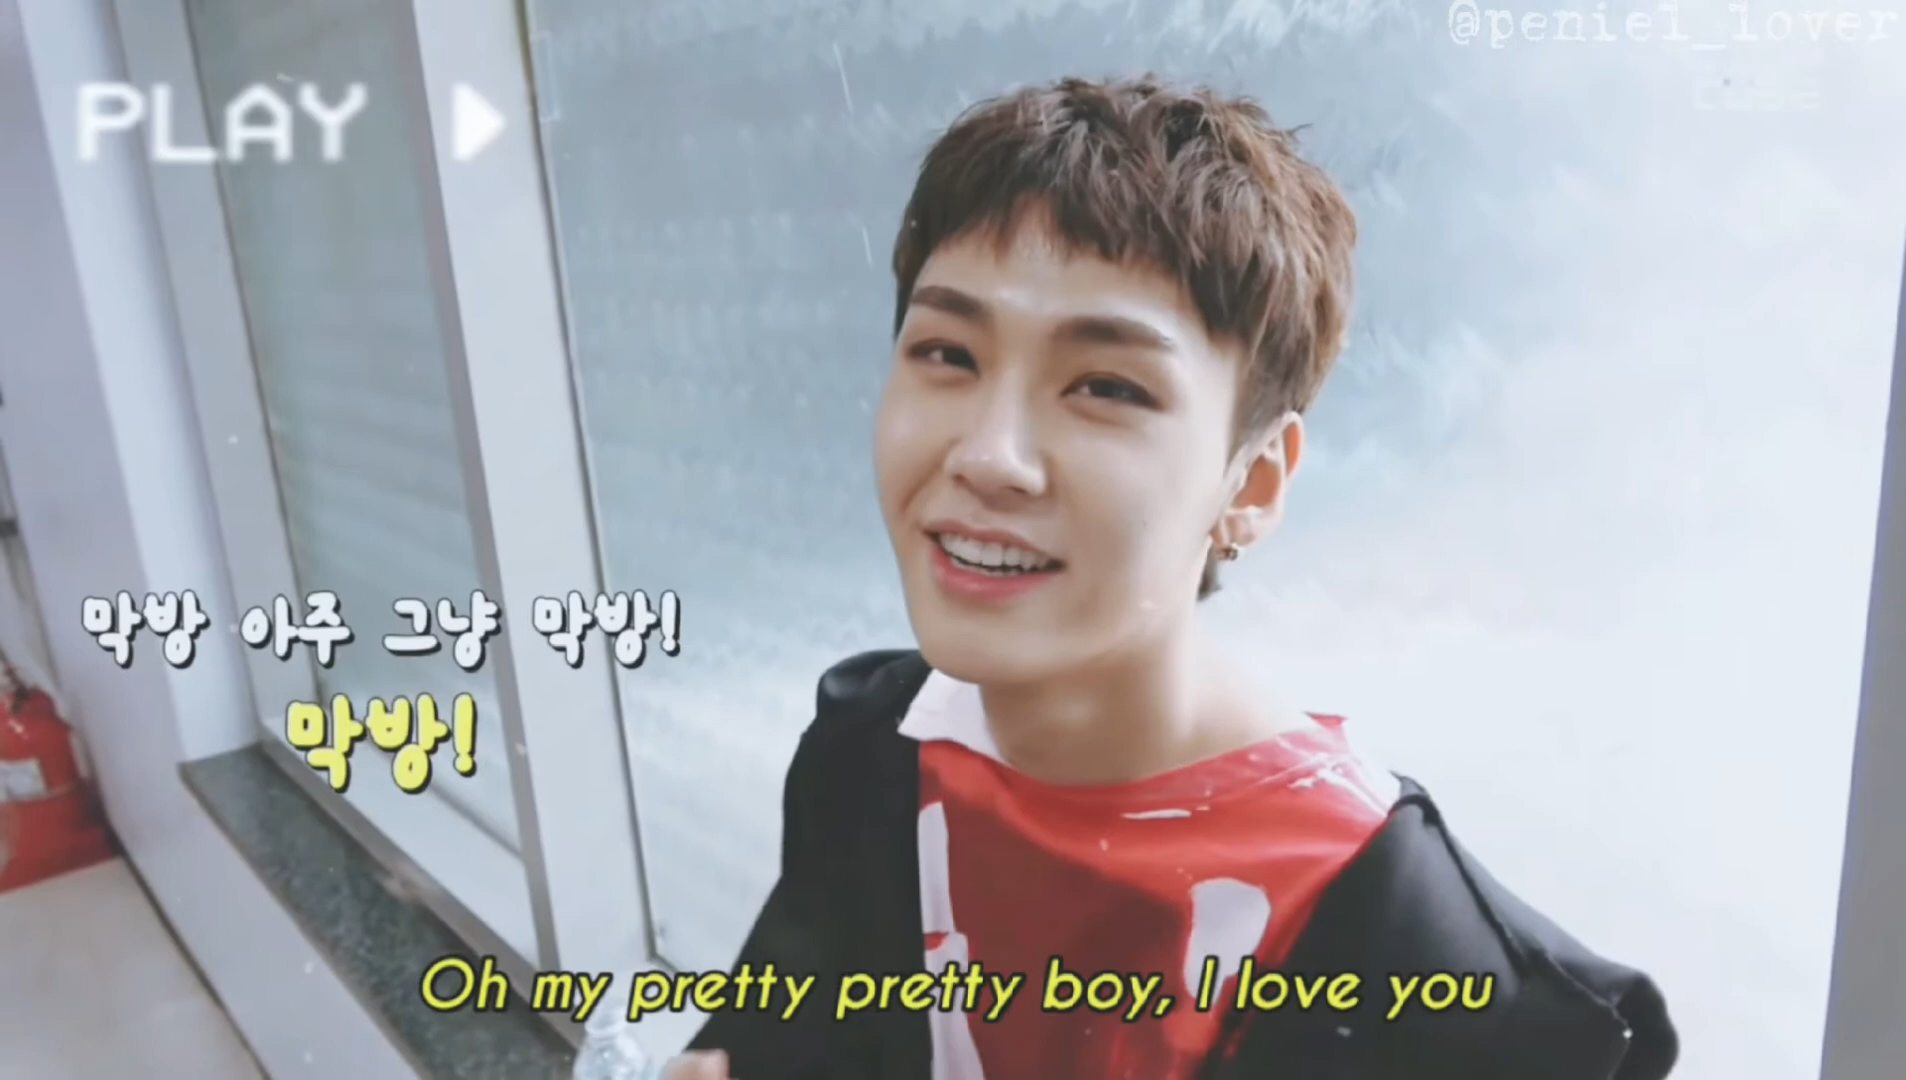 @peniel_lover
PLAY
막방 아주 그냥 막방!
막방!
Oh my pretty pretty boy, I love you